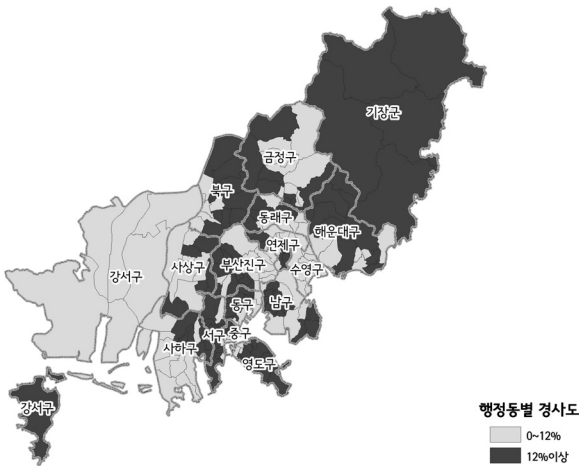 기장군
금정구
북구
동래구
해운대구
연제구
강서구
사상구
부산진구
수영구
동구
남구
서구
중구
사하구
영도구
강서구
행정동별 경사도
0~12%
12%이상